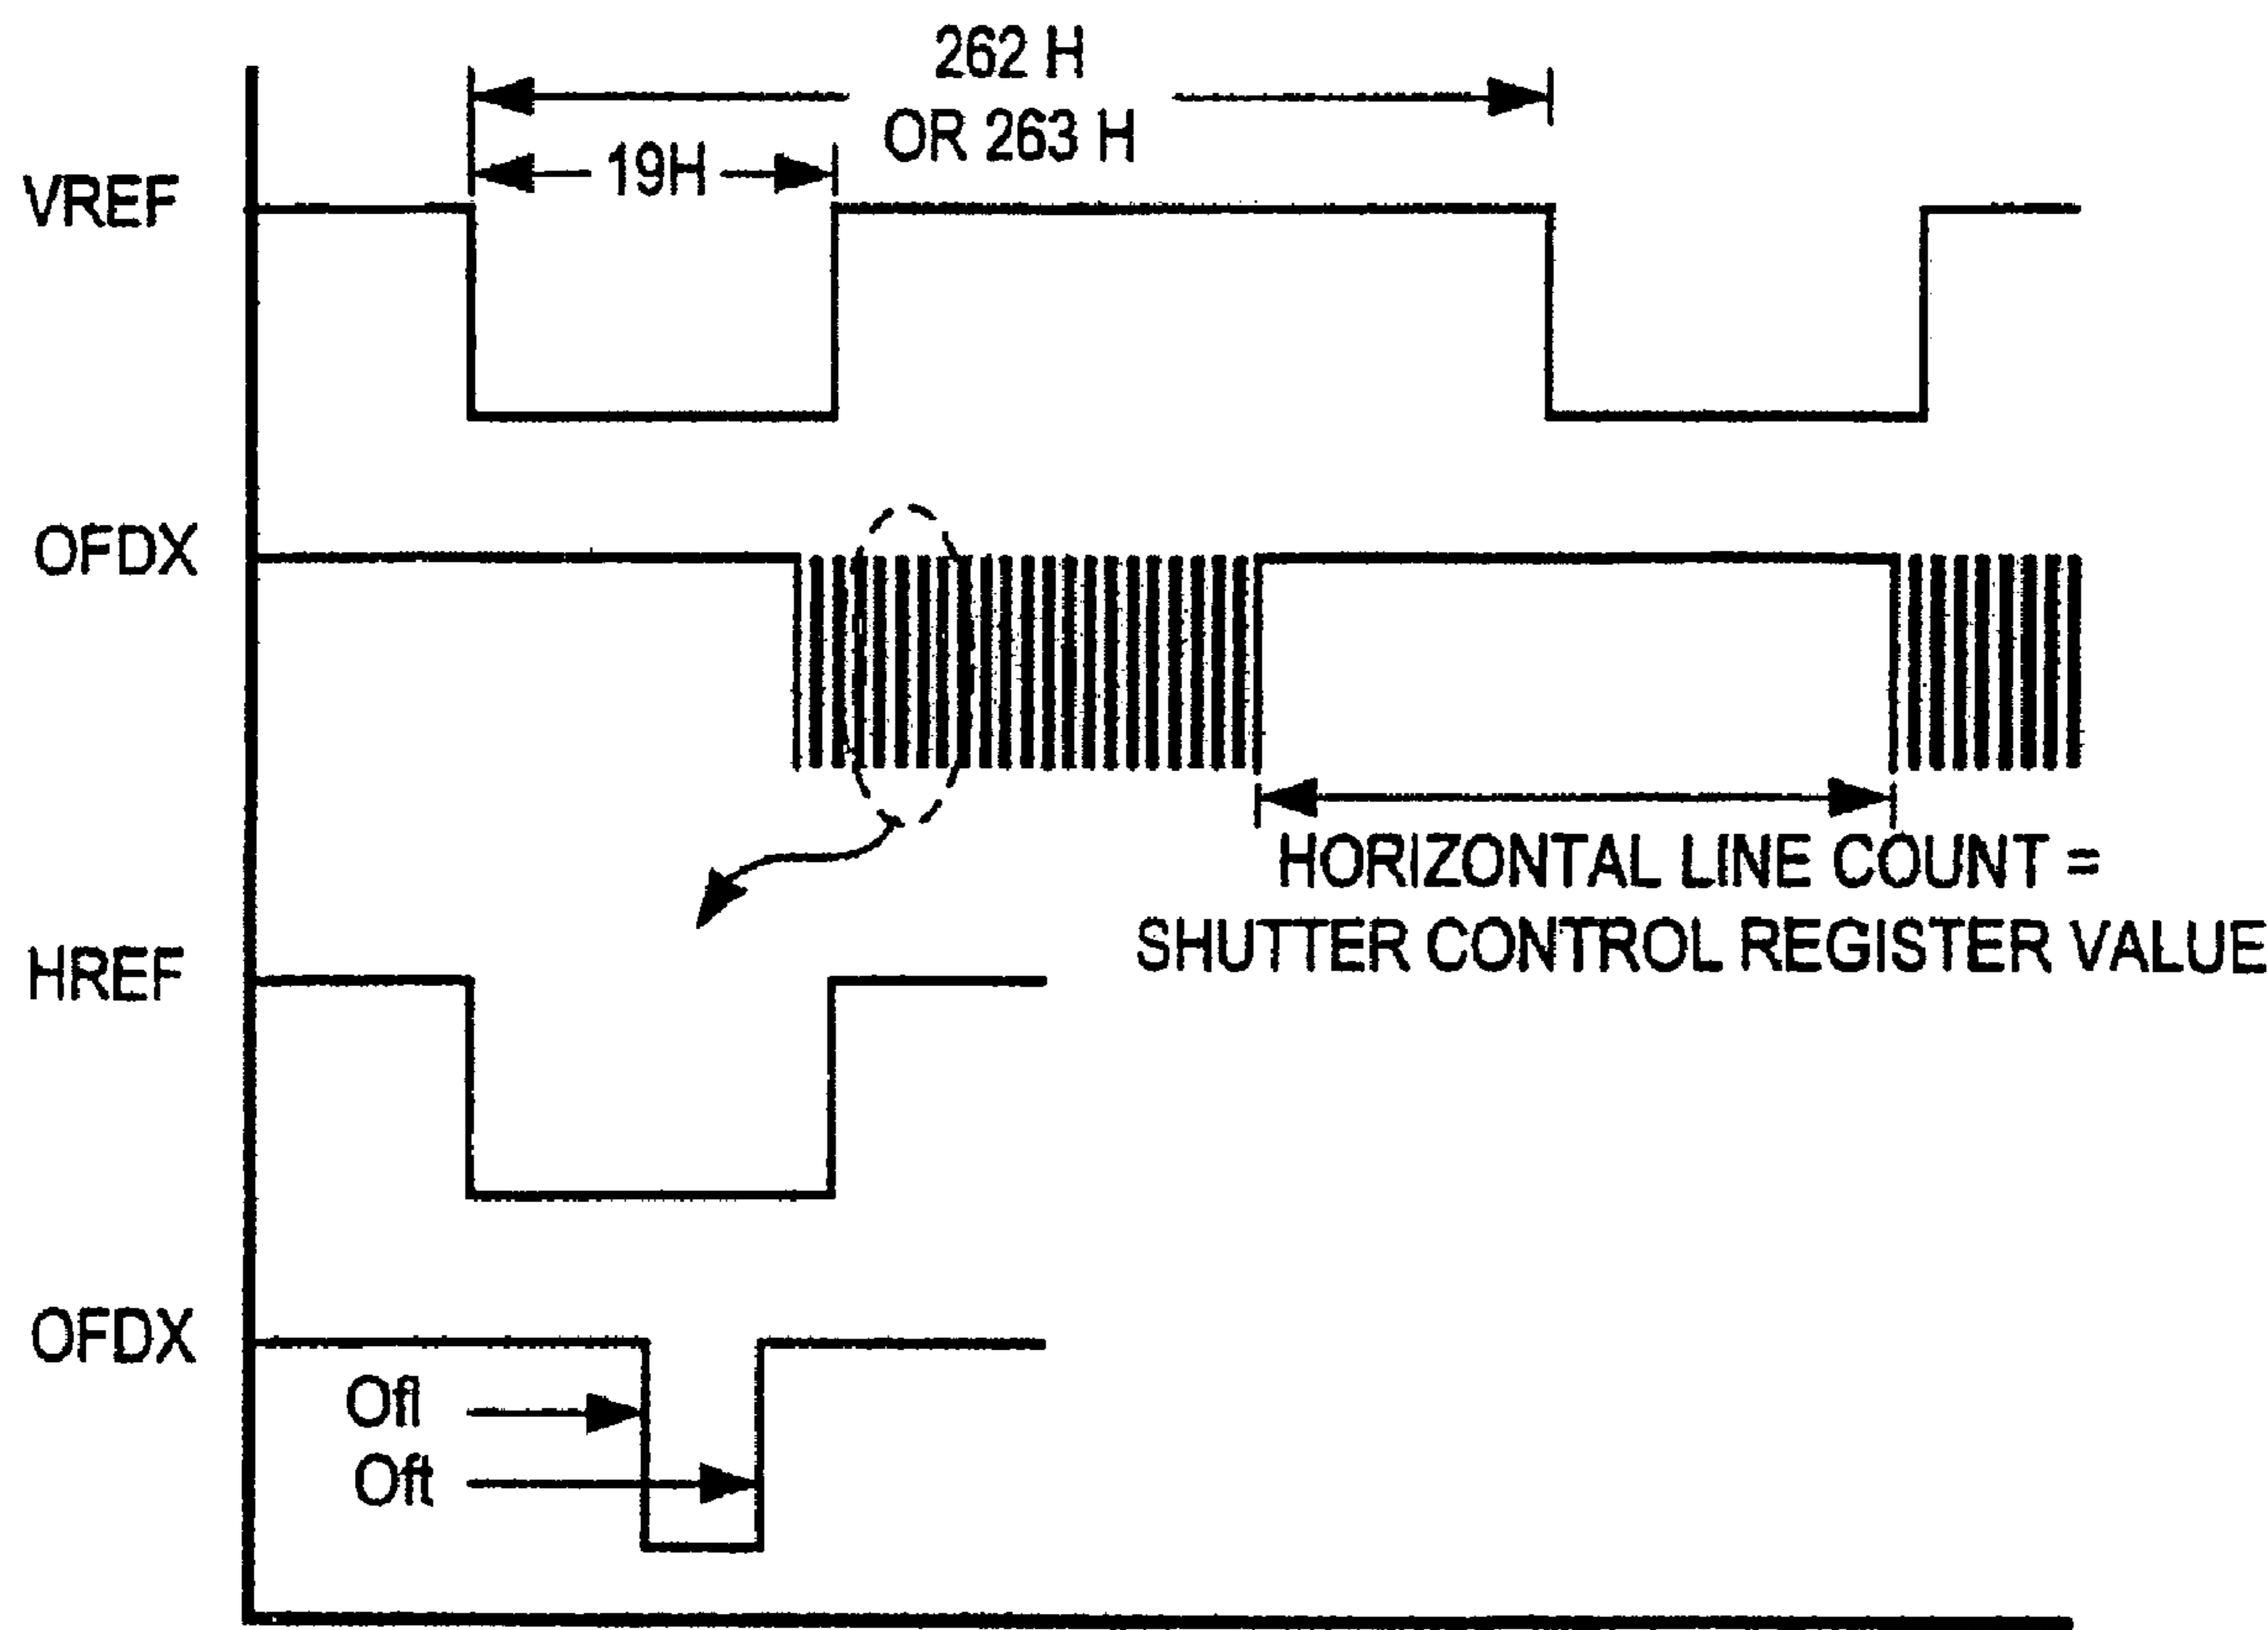 262 H
OR 263 H
19H
VREF
OFDX
HORIZONTAL LINE COUNT =
SHUTTER CONTROL REGISTER VALUE
HREF
OFDX
Ofl
Oft